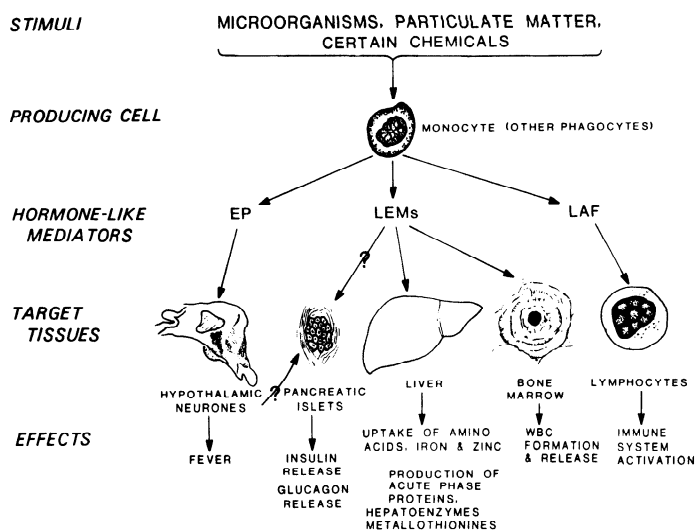 STIMULI
MICROORGANISMS, PARTICULATE MATTER,
CERTAIN CHEMICALS
PRODUCING CELL
MONOCYTE (OTHER PHAGOCYTES)
HORMONE-LIKE
MEDIATORS
EP
LEMs
LAF
?
TARGET
TISSUES
HYPOTHALAMIC
NEURONES
?
PANCREATIC
ISLETS
LIVER
BONE
MARROW
LYMPHOCYTES
EFFECTS
FEVER
INSULIN
RELEASE
GLUCAGON
RELEASE
UPTAKE OF AMINO
ACIDS, IRON & ZINC
PRODUCTION OF
ACUTE PHASE
PROTEINS,
HEPATOENZYMES
METALLOTHIONINES
WBC
FORMATION
& RELEASE
IMMUNE
SYSTEM
ACTIVATION